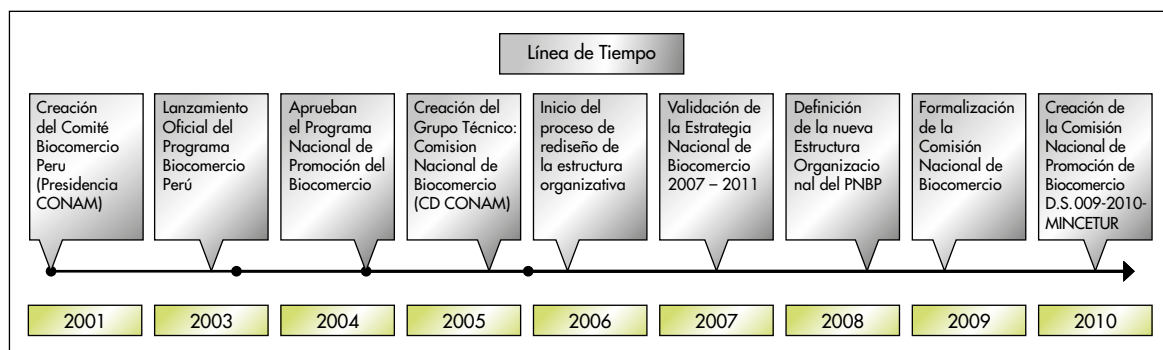 Línea de Tiempo
Creación
del Comité
Biocomercio
Peru
(Presidencia
CONAM)
Lanzamiento
Oficial del
Programa
Biocomercio
Perú
Aprueban
el Programa
Nacional de
Promoción del
Biocomercio
Creación del
Grupo Técnico:
Comision
Nacional de
Biocomercio
(CD CONAM)
Inicio del
proceso de
rediseño de
la estructura
organizativa
Validación de
la Estrategia
Nacional de
Biocomercio
2007 – 2011
Definición
de la nueva
Estructura
Organizacio
nal del PNBP
Formalización
de la
Comisión
Nacional de
Biocomercio
Creación de
la Comisión
Nacional de
Promoción de
Biocomercio
D.S.009-2010-
MINCETUR
2001
2003
2004
2005
2006
2007
2008
2009
2010